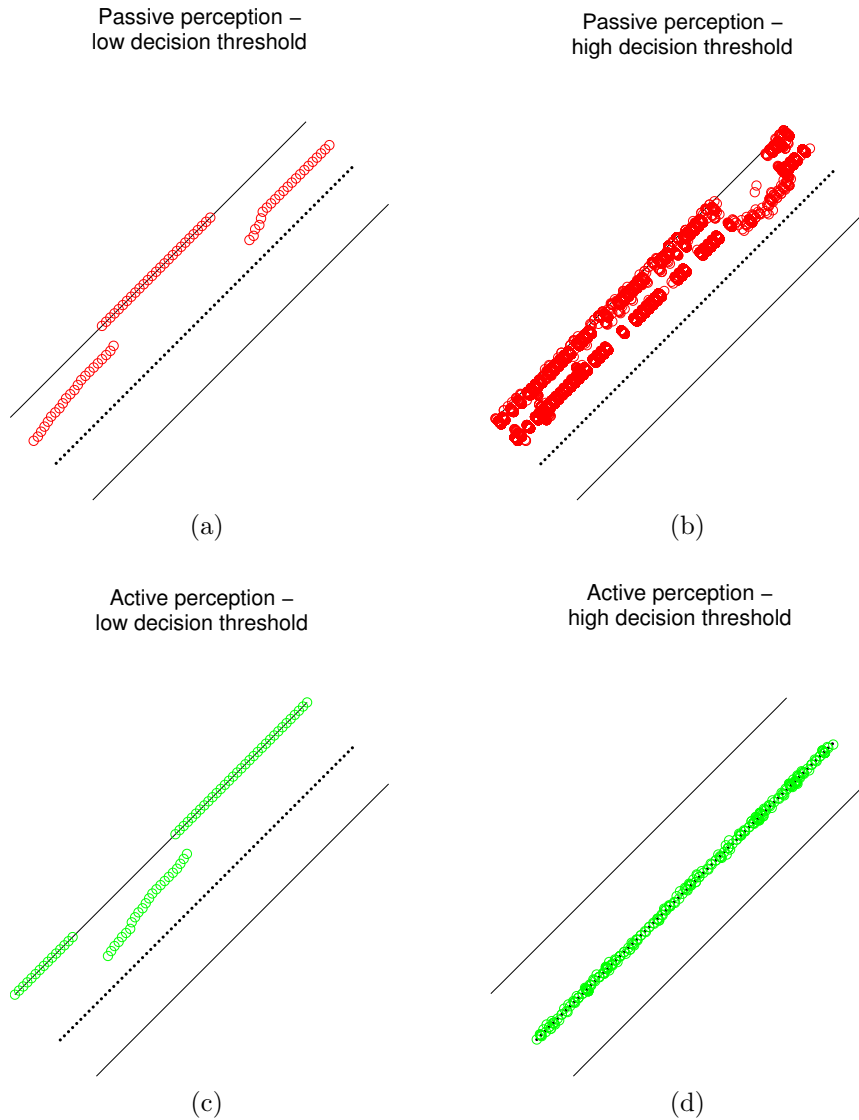 Passive perception –
low decision threshold
Passive perception –
high decision threshold
(a)
(b)
Active perception –
low decision threshold
Active perception –
high decision threshold
(c)
(d)